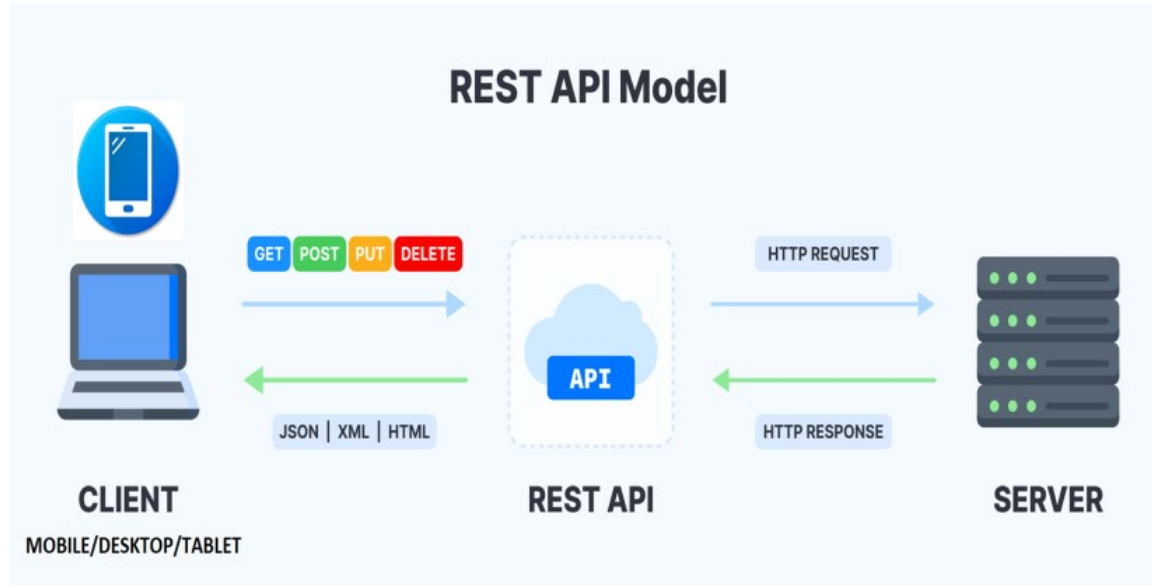 REST API Model
GET POST PUT DELETE
HTTP REQUEST
API
JSON | XML | HTML
HTTP RESPONSE
CLIENT
REST API
SERVER
MOBILE/DESKTOP/TABLET